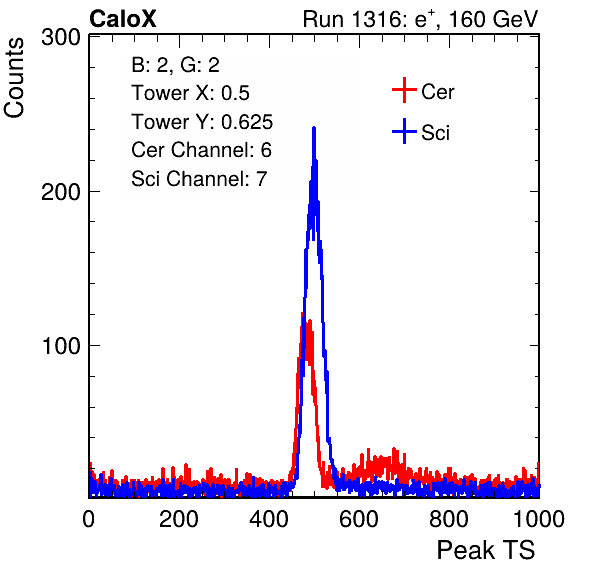 CaloX Run 1316: e⁺, 160 GeV
B: 2, G: 2
Tower X: 0.5
Tower Y: 0.625
Cer Channel: 6
Sci Channel: 7
Cer
Sci
Counts
300
200
100
0 200 400 600 800 1000
Peak TS